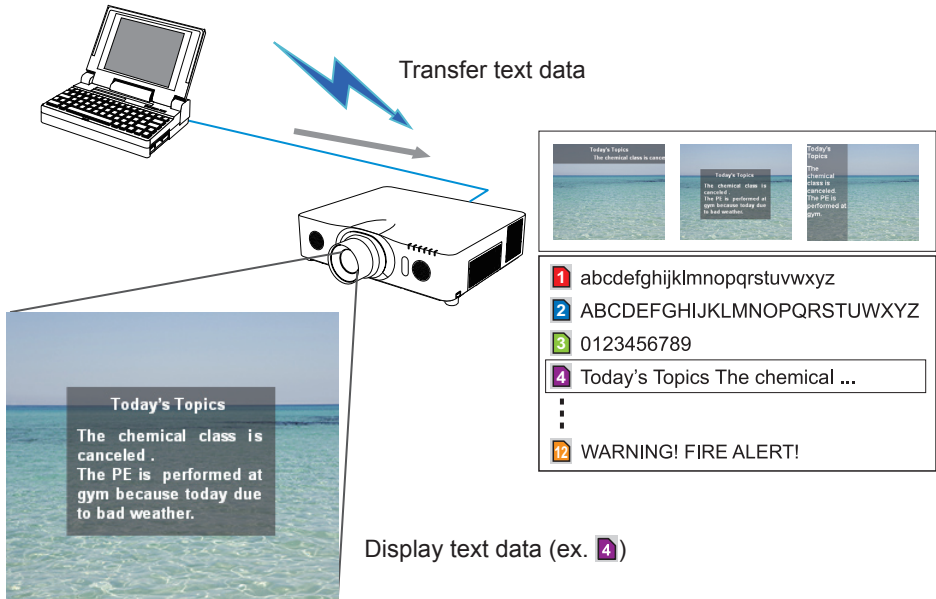 Transfer text data
Today's Topics
The chemical class is cance
Today's Topics
The chemical class is
canceled .
The PE is performed at
gym because today due
to bad weather.
Today's
Topics
The
chemical
class is
canceled.
The PE is
performed at
gym.
1 abcdefghijklmnopqrstuvwxyz
2 ABCDEFGHIJKLMNOPQRSTUWXYZ
3 0123456789
4 Today's Topics The chemical ...
12 WARNING! FIRE ALERT!
Today's Topics
The chemical class is
canceled .
The PE is performed at
gym because today due
to bad weather.
Display text data (ex. 4)